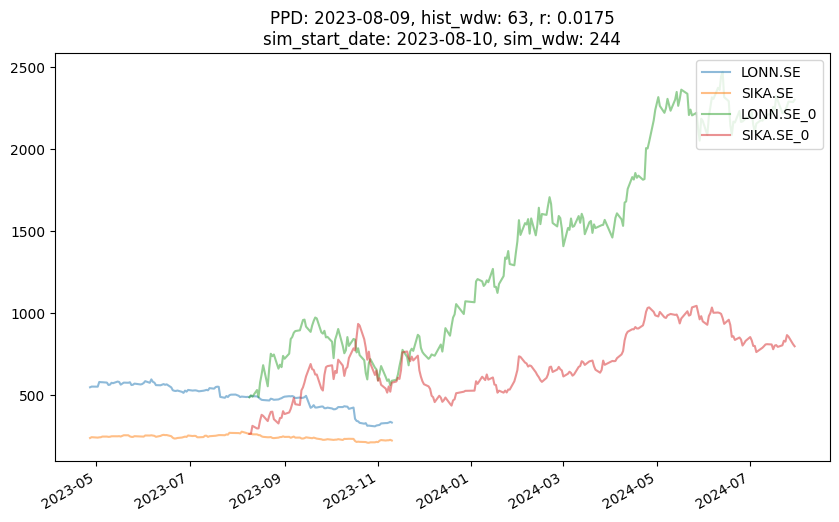 PPD: 2023-08-09, hist_wdw: 63, r: 0.0175
sim_start_date: 2023-08-10, sim_wdw: 244
2500
2000
1500
1000
500
LONN.SE
SIKA.SE
LONN.SE_0
SIKA.SE_0
2023-05
2023-07
2023-09
2023-11
2024-01
2024-03
2024-05
2024-07